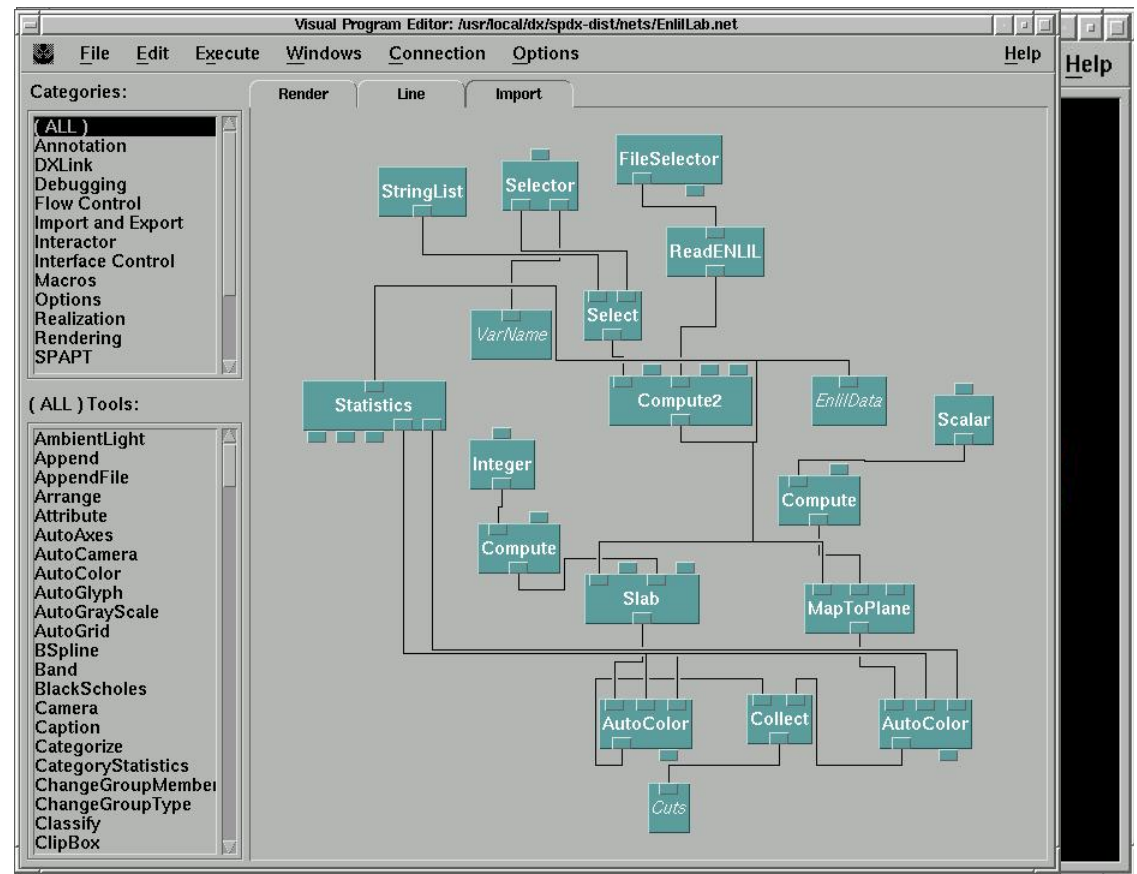 Visual Program Editor: /usr/local/dx/spdx-dist/nets/EnlilLab.net
File Edit Execute Windows Connection Options Help
Help
Categories:
( ALL )
Annotation
DXLink
Debugging
Flow Control
Import and Export
Interactor
Interface Control
Macros
Options
Realization
Rendering
SPAPT
( ALL ) Tools:
AmbientLight
Append
AppendFile
Arrange
Attribute
AutoAxes
AutoCamera
AutoColor
AutoGlyph
AutoGrayScale
AutoGrid
BSpline
Band
BlackScholes
Camera
Caption
Categorize
CategoryStatistics
ChangeGroupMember
ChangeGroupType
Classify
ClipBox
Render Line Import
FileSelector
StringList
Selector
ReadENLIL
Select
VarName
Statistics
Compute2
EnlilData
Scalar
Integer
Compute
Compute
Slab
MapToPlane
AutoColor
Collect
AutoColor
Cuts